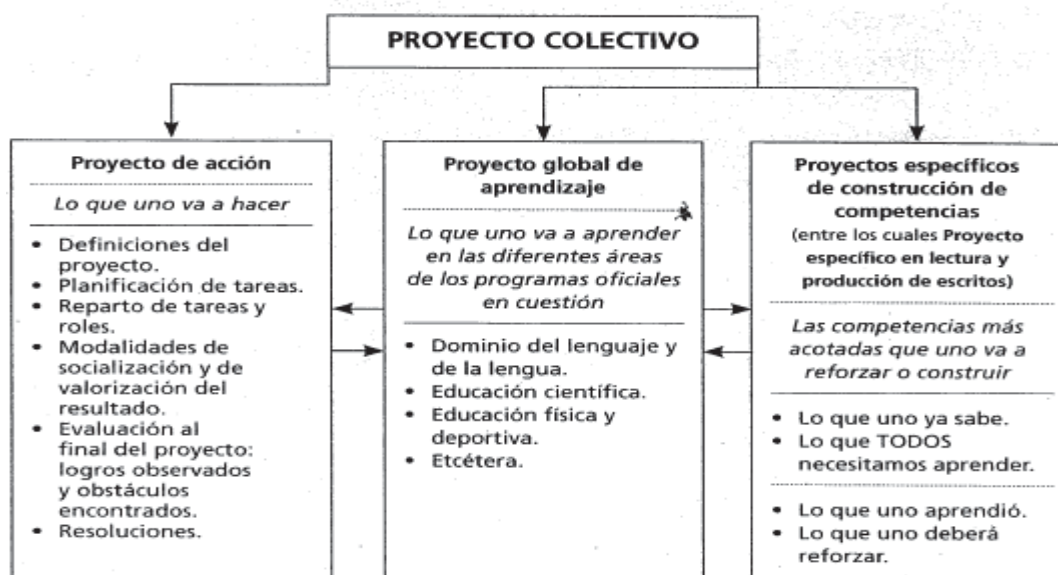 PROYECTO COLECTIVO
Proyecto de acción
Lo que uno va a hacer
• Definiciones del
proyecto.
• Planificación de tareas.
• Reparto de tareas y
roles.
• Modalidades de
socialización y de
valorización del
resultado.
• Evaluación al
final del proyecto:
logros observados
y obstáculos
encontrados.
• Resoluciones.
Proyecto global de
aprendizaje
Lo que uno va a aprender
en las diferentes áreas
de los programas oficiales
en cuestión
• Dominio del lenguaje y
de la lengua.
• Educación científica.
• Educación física y
deportiva.
• Etcétera.
Proyectos específicos
de construcción de
competencias
(entre los cuales Proyecto
específico en lectura y
producción de escritos)
Las competencias más
acotadas que uno va a
reforzar o construir
• Lo que uno ya sabe.
• Lo que TODOS
necesitamos aprender.
• Lo que uno aprendió.
• Lo que uno deberá
reforzar.